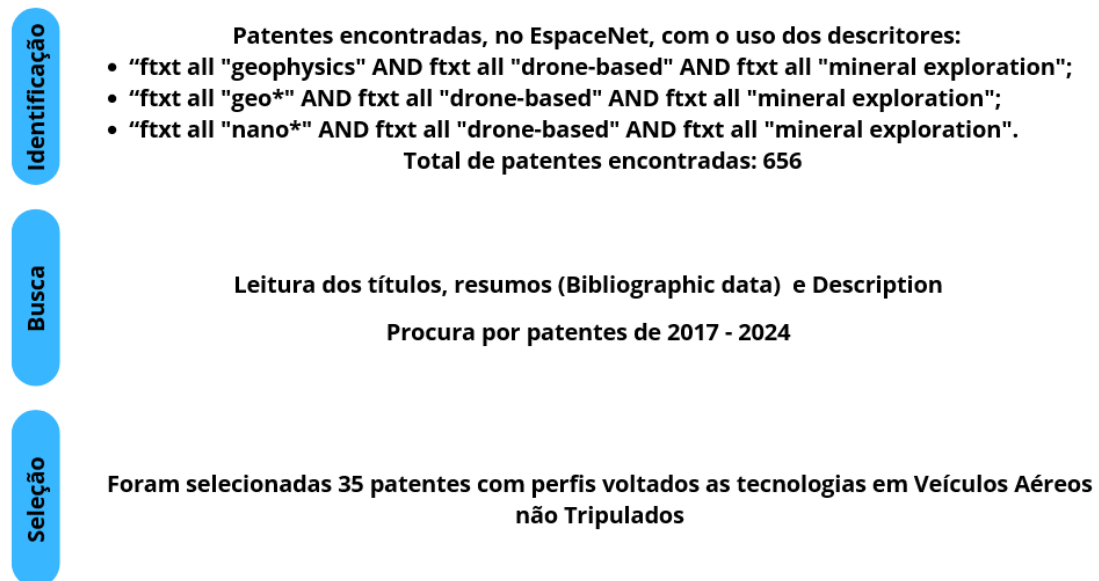 Identificação
Patentes encontradas, no EspaceNet, com o uso dos descritores:
• “ftxt all "geophysics" AND ftxt all "drone-based" AND ftxt all "mineral exploration";
• “ftxt all "geo*" AND ftxt all "drone-based" AND ftxt all "mineral exploration";
• “ftxt all "nano*" AND ftxt all "drone-based" AND ftxt all "mineral exploration".
Total de patentes encontradas: 656
Busca
Leitura dos títulos, resumos (Bibliographic data) e Description
Procura por patentes de 2017 - 2024
Seleção
Foram selecionadas 35 patentes com perfis voltados as tecnologias em Veículos Aéreos
não Tripulados